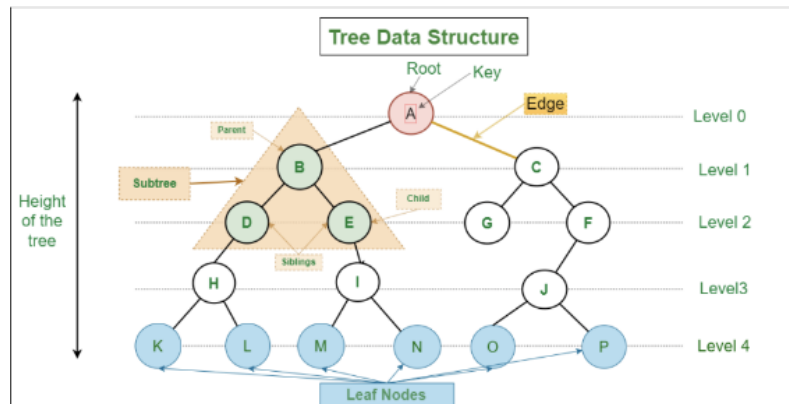 Tree Data Structure
Root
Key
A
Edge
Level 0
Parent
B
C
Level 1
Subtree
Child
Height
of the
tree
D
E
G
F
Level 2
Siblings
H
I
J
Level3
K
L
M
N
O
P
Level 4
Leaf Nodes